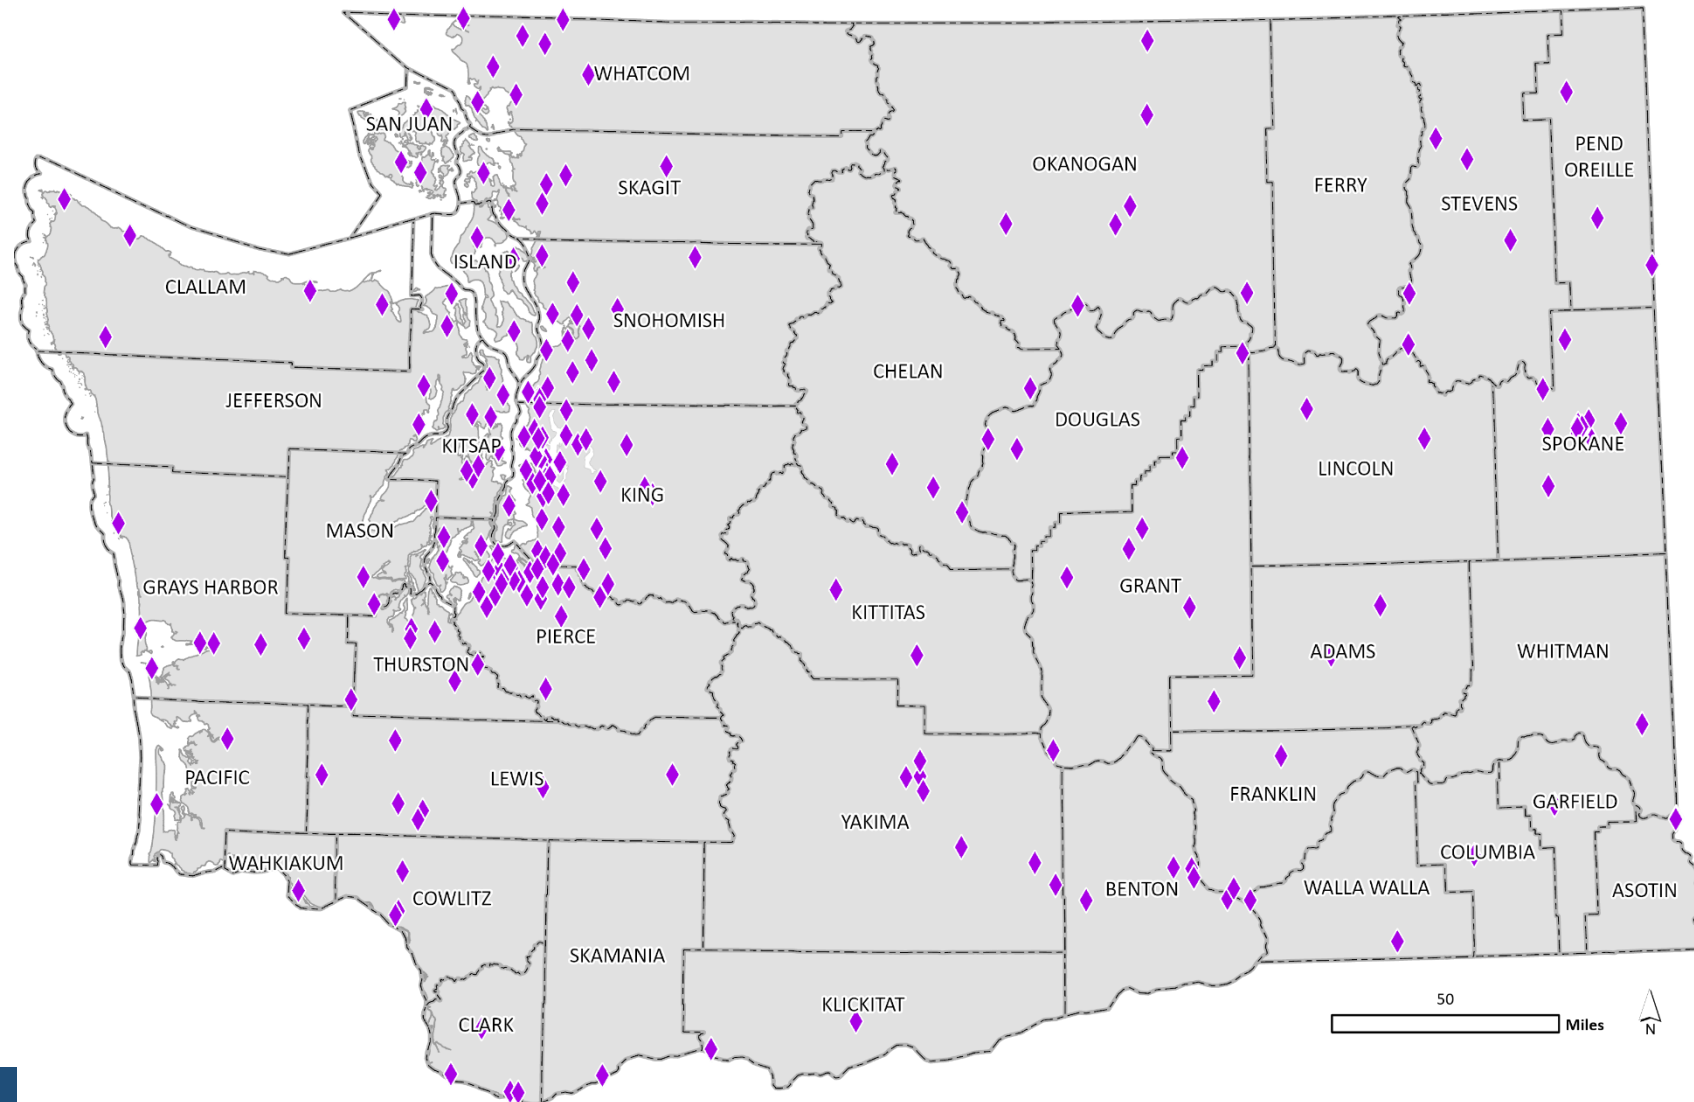 WHATCOM
SAN JUAN
SKAGIT
OKANOGAN
FERRY
PEND
OREILLE
STEVENS
ISLAND
CLALLAM
SNOHOMISH
CHELAN
JEFFERSON
DOUGLAS
KITSAP
SPOKANE
LINCOLN
KING
MASON
GRAYS HARBOR
GRANT
KITTITAS
PIERCE
THURSTON
ADAMS
WHITMAN
PACIFIC
LEWIS
FRANKLIN
GARFIELD
YAKIMA
COLUMBIA
WAHKIAKUM
COWLITZ
BENTON
WALLA WALLA
ASOTIN
SKAMANIA
KLICKITAT
CLARK
50
Miles
N